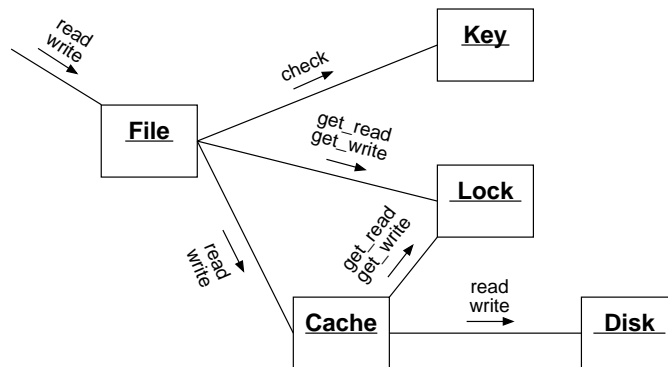 read
write
Key
check
File
get_read
get_write
Lock
read
write
get_read
get_write
read
write
Cache
Disk